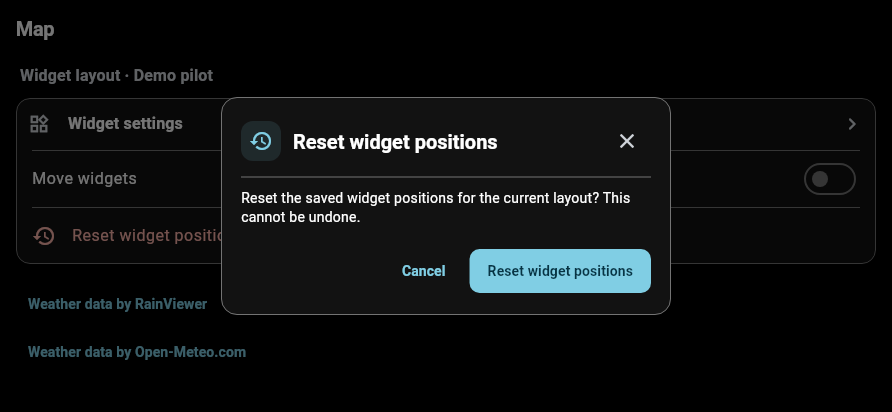 Map
Widget layout · Demo pilot
Widget settings
Move widgets
Reset widget positio
Reset widget positions
Reset the saved widget positions for the current layout? This
cannot be undone.
Cancel
Reset widget positions
Weather data by RainViewer
Weather data by Open-Meteo.com